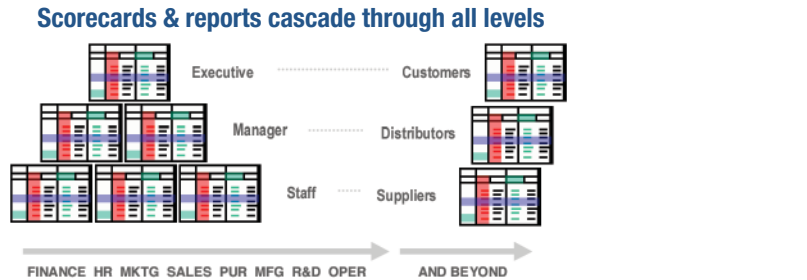 Scorecards & reports cascade through all levels
Executive Customers
Manager Distributors
Staff Suppliers
FINANCE HR MKTG SALES PUR MFG R&D OPER AND BEYOND